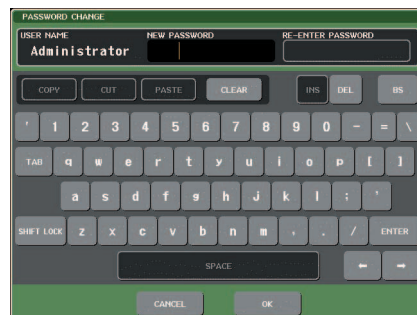 PASSWORD CHANGE
USER NAME NEW PASSWORD RE-ENTER PASSWORD
Administrator
COPY CUT PASTE CLEAR INS DEL BS
' 1 2 3 4 5 6 7 8 9 0 - = \
TAB q w e r t y u i o p [ ]
a s d f g h j k l ; '
SHIFT LOCK z x c v b n m , . / ENTER
SPACE ← →
CANCEL OK